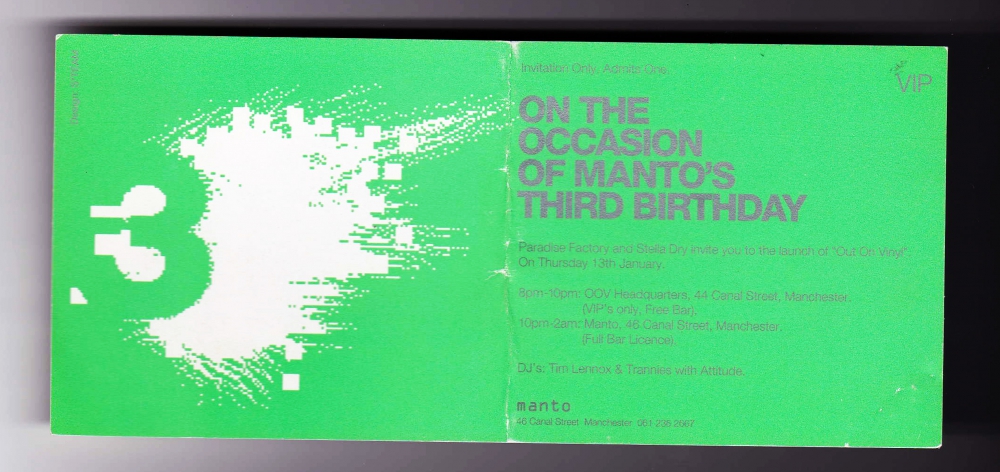 Invitation Only, Admits One.
VIP
ON THE
OCCASION
OF MANTO'S
THIRD BIRTHDAY
Paradise Factory and Stella Dry invite you to the launch of "Out On Vinyl".
On Thursday 13th January.
8pm-10pm: OOV Headquarters, 44 Canal Street, Manchester.
(VIP's only, Free Bar).
10pm-2am: Manto, 46 Canal Street, Manchester.
(Full Bar Licence).
DJ's: Tim Lennox & Trannies with Attitude.
manto
46 Canal Street Manchester 061 236 2667